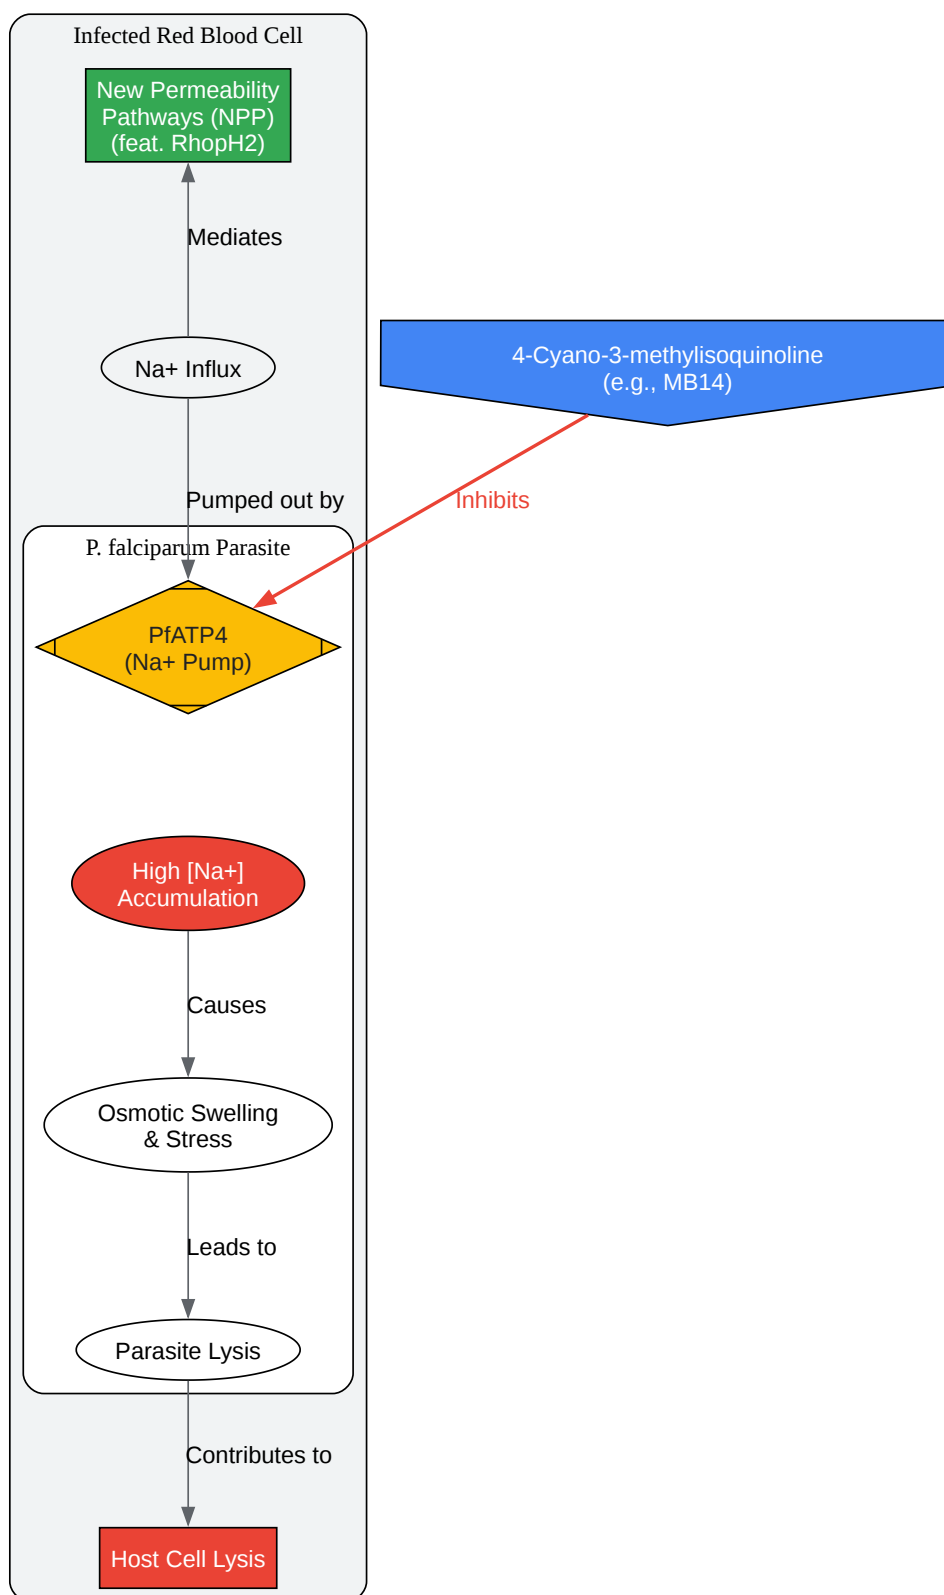 Infected Red Blood Cell
New Permeability
Pathways (NPP)
(feat. RhopH2)
Mediates
Na+ Influx
4-Cyano-3-methylisoquinoline
(e.g., MB14)
Pumped out by
Inhibits
P. falciparum Parasite
PfATP4
(Na+ Pump)
High [Na+]
Accumulation
Causes
Osmotic Swelling
& Stress
Leads to
Parasite Lysis
Contributes to
Host Cell Lysis